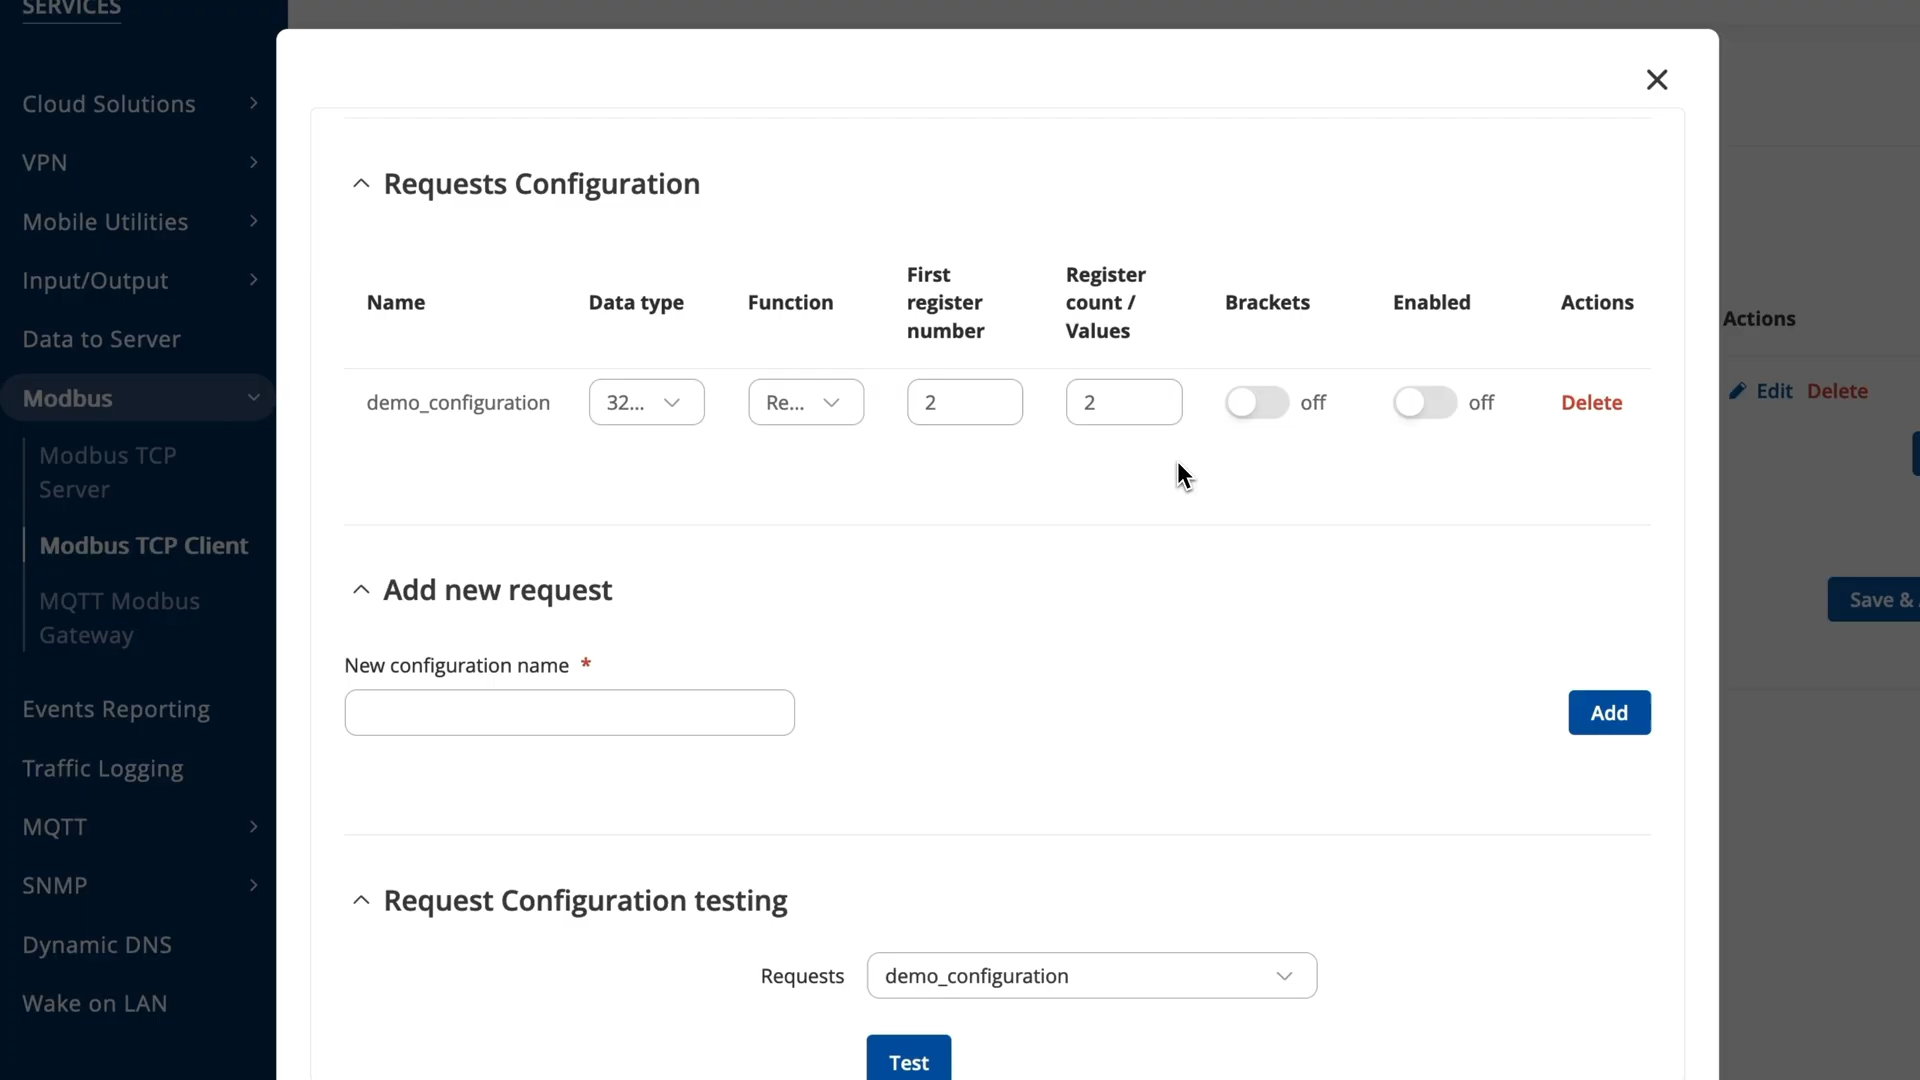 SERVICES
Cloud Solutions
VPN
Mobile Utilities
Input/Output
Data to Server
Modbus
Modbus TCP
Server
Modbus TCP Client
MQTT Modbus
Gateway
Events Reporting
Traffic Logging
MQTT
SNMP
Dynamic DNS
Wake on LAN
Requests Configuration
Name
Data type
Function
First
register
number
Register
count /
Values
Brackets
Enabled
Actions
demo_configuration
32...
Re...
2
2
off
off
Delete
Add new request
New configuration name *
Add
Request Configuration testing
Requests
demo_configuration
Test
Actions
Edit Delete
Save &